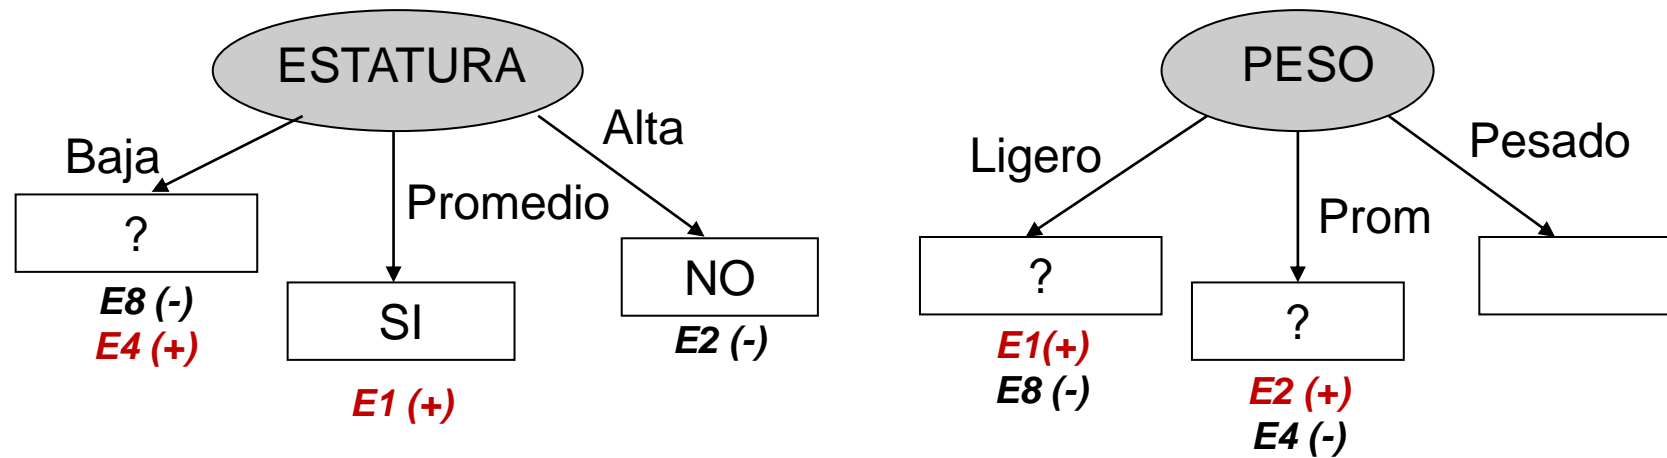 ESTATURA
Baja
Promedio
Alta
?
E8 (-)
E4 (+)
SI
E1 (+)
NO
E2 (-)
PESO
Ligero
Prom
Pesado
?
E1(+)
E8 (-)
?
E2 (+)
E4 (-)